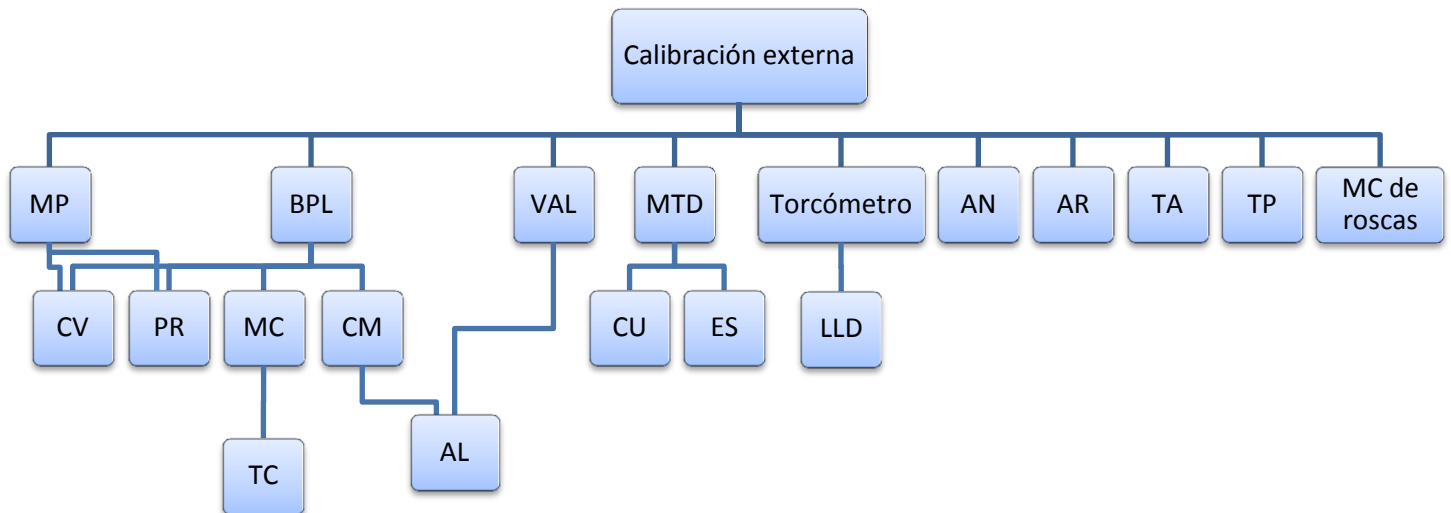 Calibración externa
MP
BPL
VAL
MTD
Torcómetro
AN
AR
TA
TP
MC de
roscas
CV
PR
MC
CM
CU
ES
LLD
TC
AL